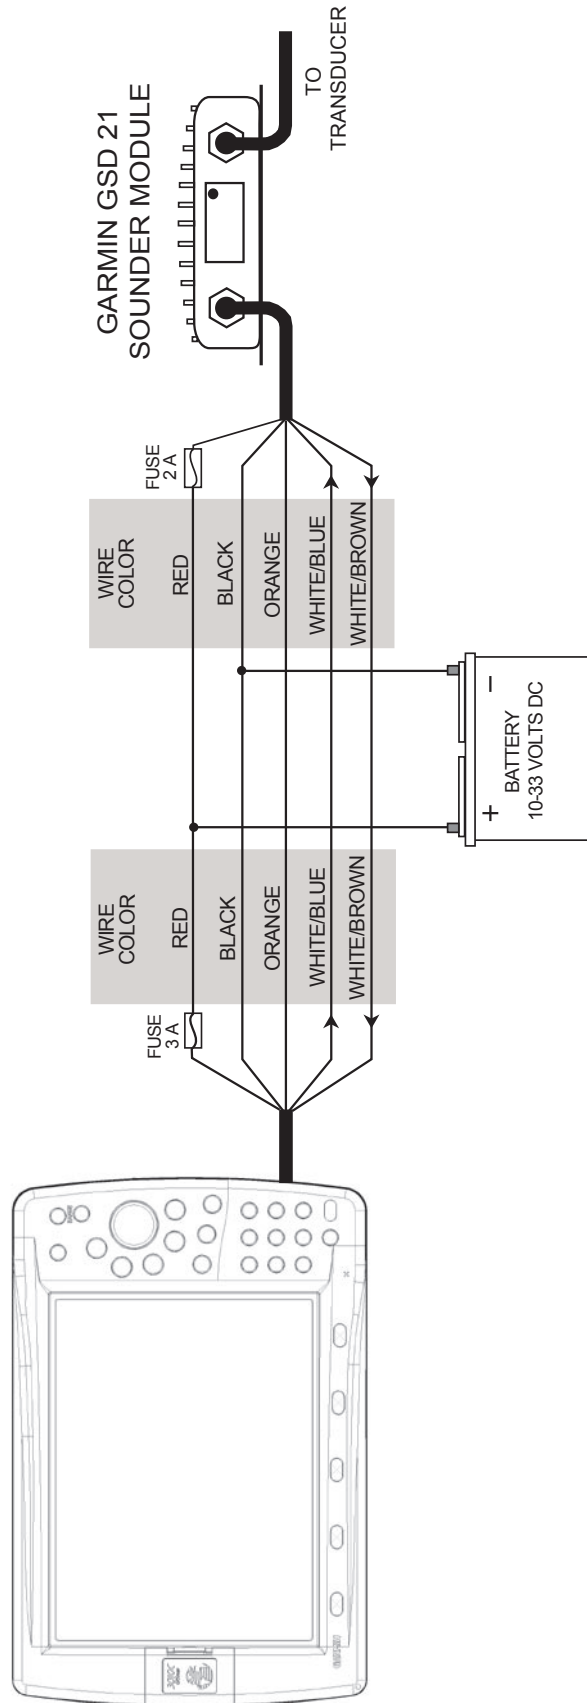 GARMIN GSD 21
SOUNDER MODULE
TO
TRANSDUCER
FUSE
2 A
WIRE
COLOR
RED
BLACK
ORANGE
WHITE/BLUE
WHITE/BROWN
+
−
BATTERY
10-33 VOLTS DC
WIRE
COLOR
RED
BLACK
ORANGE
WHITE/BLUE
WHITE/BROWN
FUSE
3 A